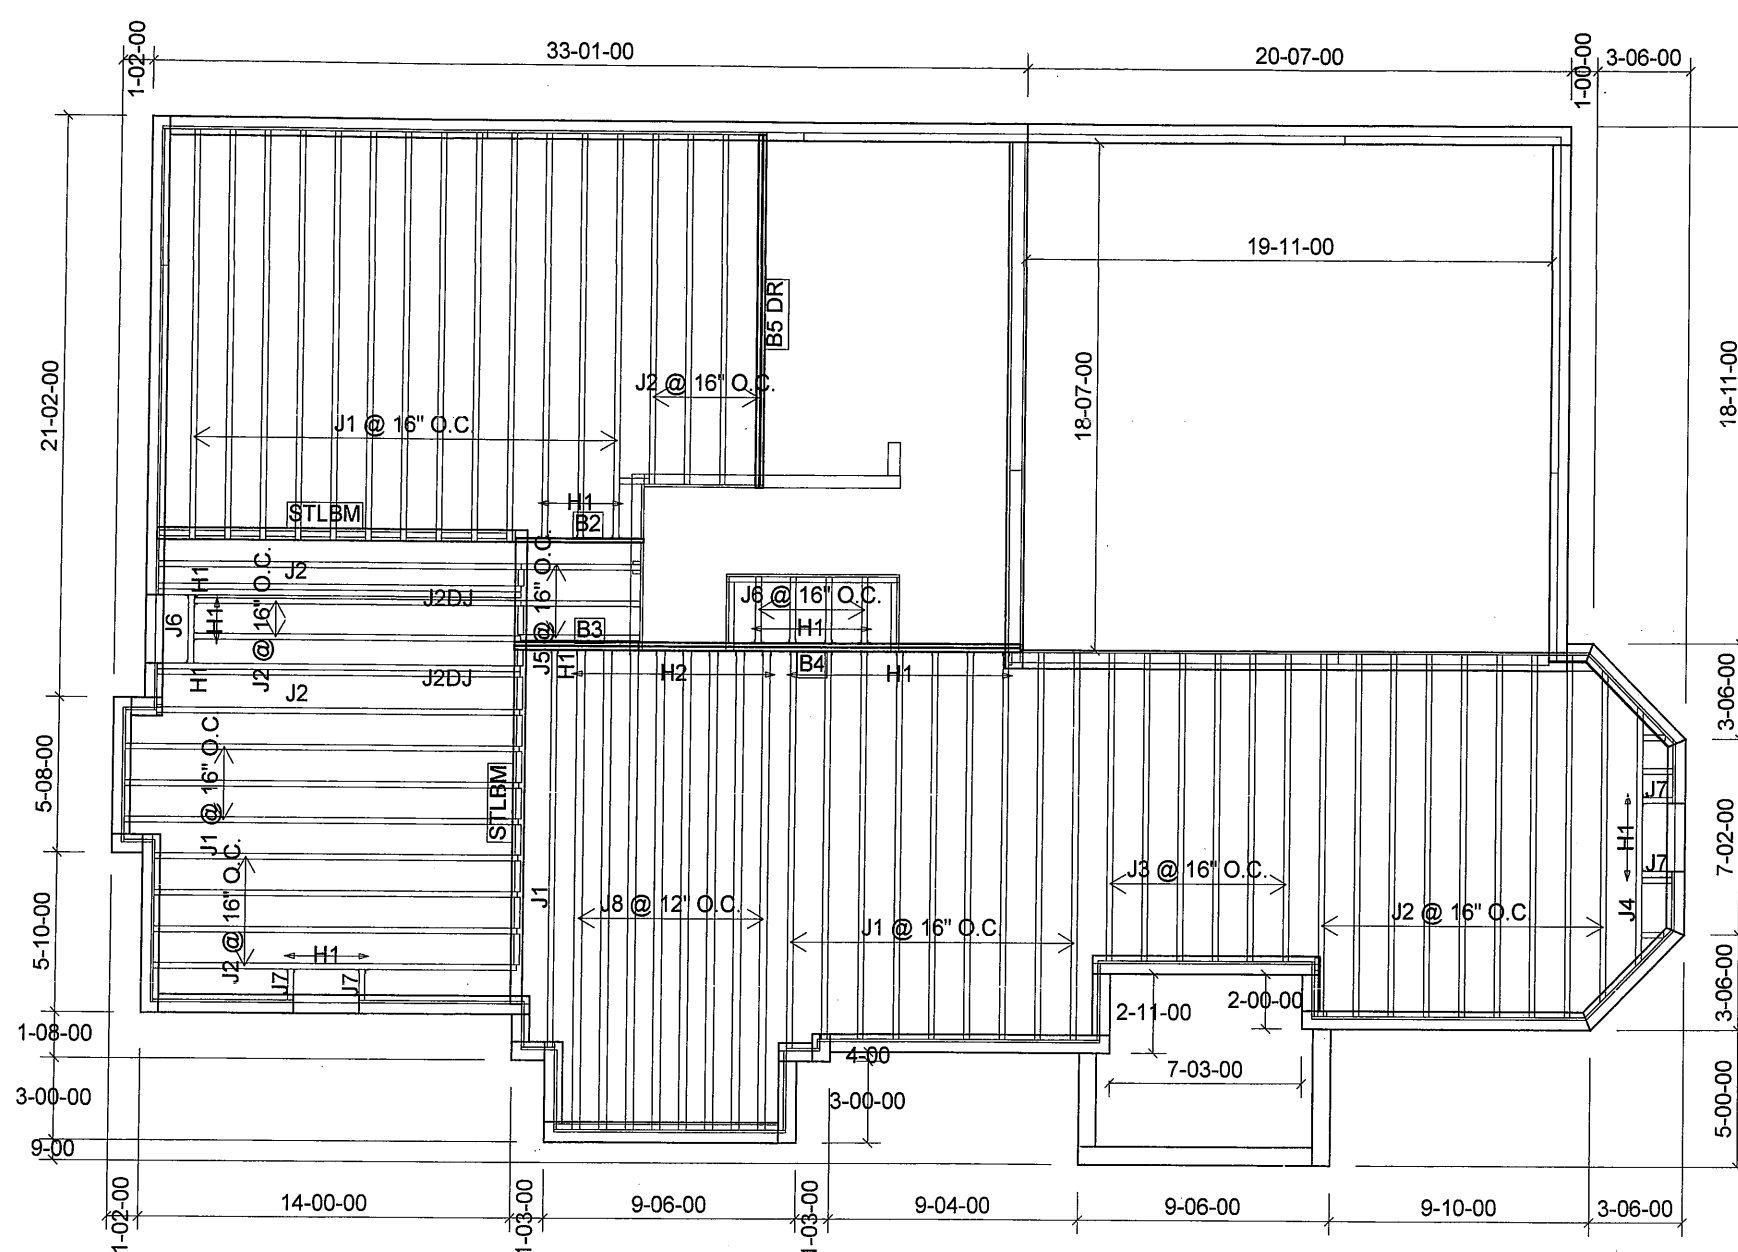 1-02-00
33-01-00
20-07-00
1-00-00
3-06-00
21-02-00
19-11-00
B5 DR
18-07-00
18-11-00
J2 @ 16" O.C.
J1 @ 16" O.C.
STLBM
H1
B2
J2
H1
J2 @ 16" O.C.
J2DJ
J5 @ 16" O.C.
J6
H1
B3
J6 @ 16" O.C.
H1
H1
J2
J2DJ
H1
H2
B4
H1
3-06-00
5-08-00
J1 @ 16" O.C.
STLBM
J7
H1
7-02-00
J7
J4
J3 @ 16" O.C.
J1
J8 @ 12" O.C.
J1 @ 16" O.C.
J2 @ 16" O.C.
5-10-00
J2 @ 16" O.C.
H1
J7
J7
2-11-00
2-00-00
3-06-00
1-08-00
4-00
7-03-00
3-00-00
3-00-00
5-00-00
9-00
1-02-00
14-00-00
1-03-00
9-06-00
1-03-00
9-04-00
9-06-00
9-10-00
3-06-00